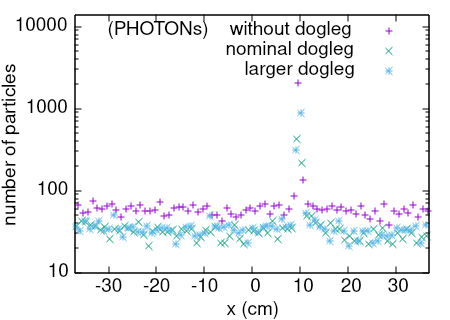 (PHOTONs) without dogleg
nominal dogleg
larger dogleg
number of particles
10000
1000
100
10
-30 -20 -10 0 10 20 30
x (cm)